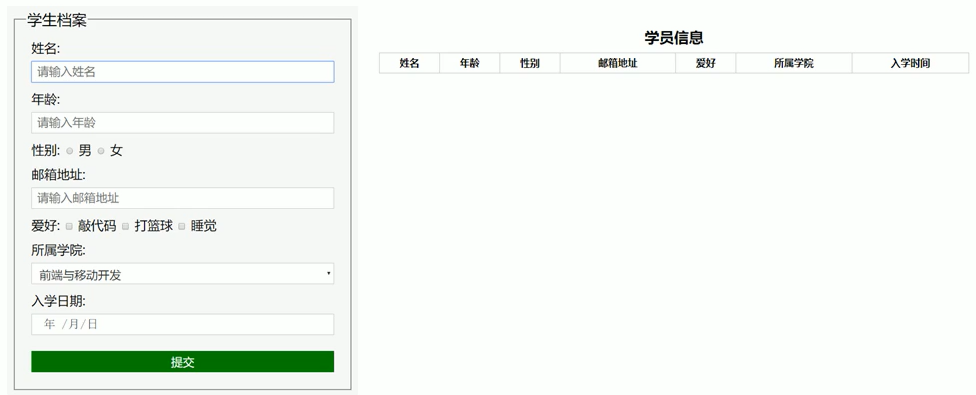 学生档案
姓名:
请输入姓名
年龄:
请输入年龄
性别: 男 女
邮箱地址:
请输入邮箱地址
爱好: 敲代码 打篮球 睡觉
所属学院:
前端与移动开发
入学日期:
年 /月/日
提交
学员信息
姓名 年龄 性别 邮箱地址 爱好 所属学院 入学时间